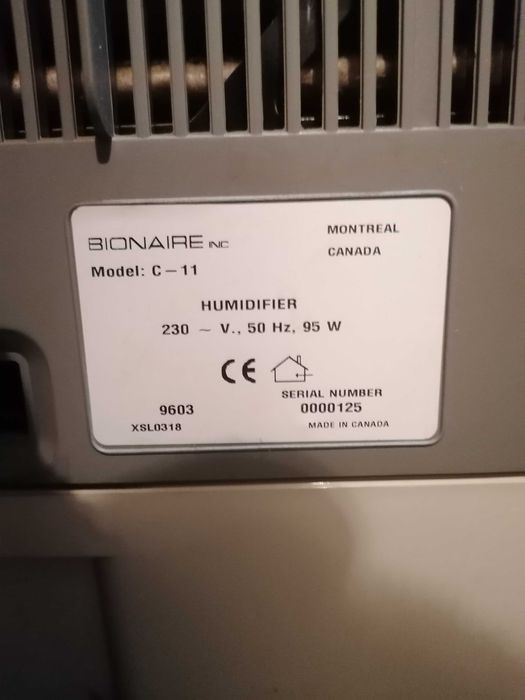 BIONAIRE INC
MONTREAL
CANADA
Model: C-11
HUMIDIFIER
230 ~ V., 50 Hz, 95 W
CE
SERIAL NUMBER
9603 0000125
XSL0318 MADE IN CANADA